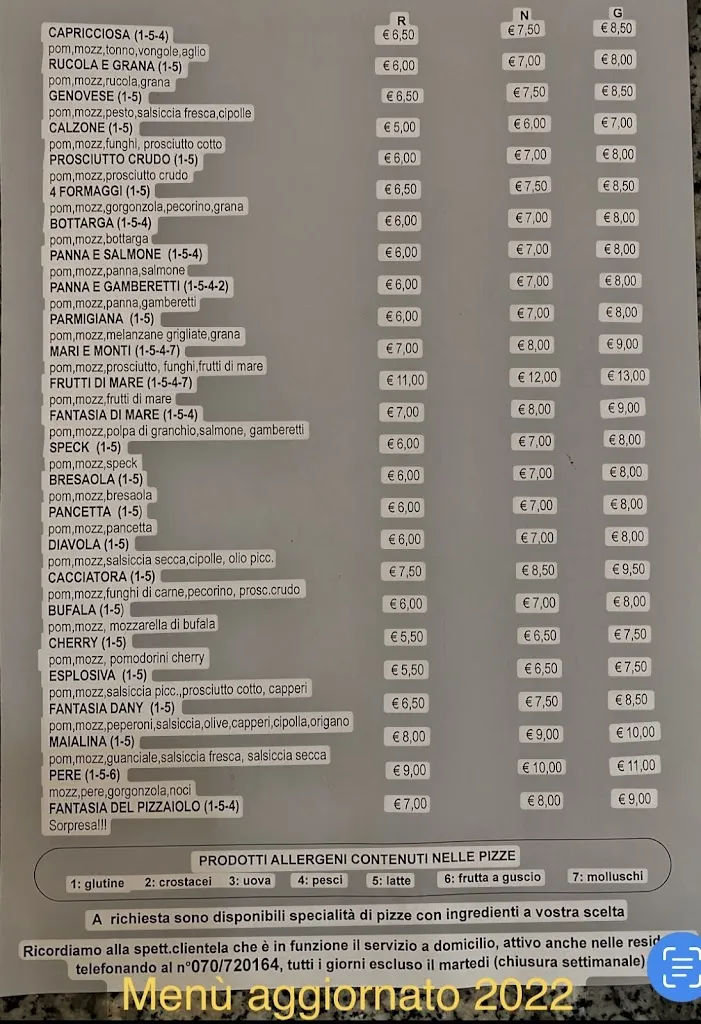 R N G
CAPRICCIOSA (1-5-4) € 6,50 € 7,50 € 8,50
pom,mozz,tonno,vongole,aglio
RUCOLA E GRANA (1-5) € 6,00 € 7,00 € 8,00
pom,mozz,rucola,grana
GENOVESE (1-5) € 6,50 € 7,50 € 8,50
pom,mozz,pesto,salsiccia fresca,cipolle
CALZONE (1-5) € 5,00 € 6,00 € 7,00
pom,mozz,funghi, prosciutto cotto
PROSCIUTTO CRUDO (1-5) € 6,00 € 7,00 € 8,00
pom,mozz,prosciutto crudo
4 FORMAGGI (1-5) € 6,50 € 7,50 € 8,50
pom,mozz,gorgonzola,pecorino,grana
BOTTARGA (1-5-4) € 6,00 € 7,00 € 8,00
pom,mozz,bottarga
PANNA E SALMONE (1-5-4) € 6,00 € 7,00 € 8,00
pom,mozz,panna,salmone
PANNA E GAMBERETTI (1-5-4-2) € 6,00 € 7,00 € 8,00
pom,mozz,panna,gamberetti
PARMIGIANA (1-5) € 6,00 € 7,00 € 8,00
pom,mozz,melanzane grigliate,grana
MARI E MONTI (1-5-4-7) € 7,00 € 8,00 € 9,00
pom,mozz,prosciutto, funghi,frutti di mare
FRUTTI DI MARE (1-5-4-7) € 11,00 € 12,00 € 13,00
pom,mozz,frutti di mare
FANTASIA DI MARE (1-5-4) € 7,00 € 8,00 € 9,00
pom,mozz,polpa di granchio,salmone, gamberetti
SPECK (1-5) € 6,00 € 7,00 € 8,00
pom,mozz,speck
BRESAOLA (1-5) € 6,00 € 7,00 € 8,00
pom,mozz,bresaola
PANCETTA (1-5) € 6,00 € 7,00 € 8,00
pom,mozz,pancetta
DIAVOLA (1-5) € 6,00 € 7,00 € 8,00
pom,mozz,salsiccia secca,cipolle, olio picc.
CACCIATORA (1-5) € 7,50 € 8,50 € 9,50
pom,mozz,funghi di carne,pecorino, prosc.crudo
BUFALA (1-5) € 6,00 € 7,00 € 8,00
pom,mozz, mozzarella di bufala
CHERRY (1-5) € 5,50 € 6,50 € 7,50
pom,mozz, pomodorini cherry
ESPLOSIVA (1-5) € 5,50 € 6,50 € 7,50
pom,mozz,salsiccia picc.,prosciutto cotto, capperi
FANTASIA DANY (1-5) € 6,50 € 7,50 € 8,50
pom,mozz,peperoni,salsiccia,olive,capperi,cipolla,origano
MAIALINA (1-5) € 8,00 € 9,00 € 10,00
pom,mozz,guanciale,salsiccia fresca, salsiccia secca
PERE (1-5-6) € 9,00 € 10,00 € 11,00
mozz,pere,gorgonzola,noci
FANTASIA DEL PIZZAIOLO (1-5-4) € 7,00 € 8,00 € 9,00
Sorpresa!!!
PRODOTTI ALLERGENI CONTENUTI NELLE PIZZE
1: glutine 2: crostacei 3: uova 4: pesci 5: latte 6: frutta a guscio 7: molluschi
A richiesta sono disponibili specialità di pizze con ingredienti a vostra scelta
Ricordiamo alla spett.clientela che è in funzione il servizio a domicilio, attivo anche nelle resid
telefonando al n°070/720164, tutti i giorni escluso il martedi (chiusura settimanale)
Menù aggiornato 2022